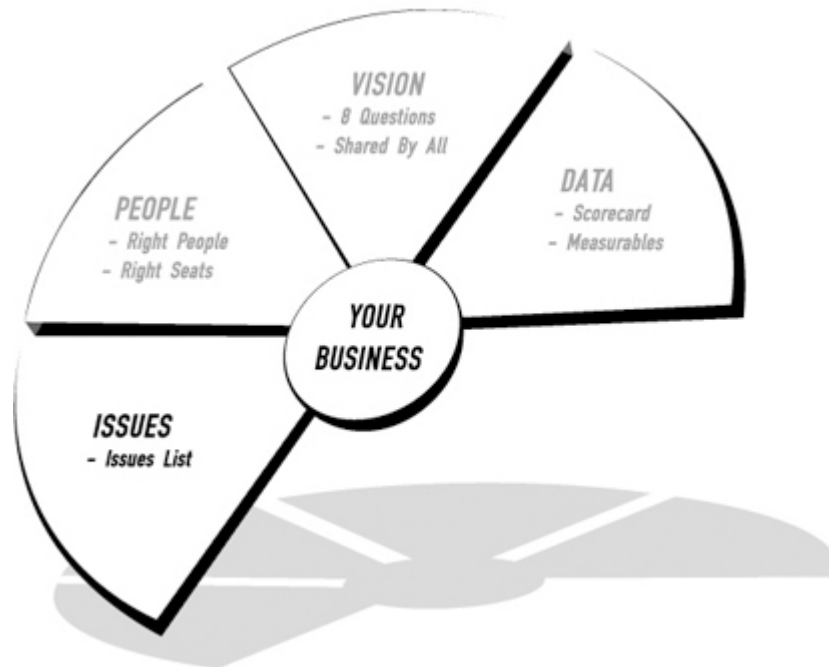 VISION
- 8 Questions
- Shared By All
PEOPLE
- Right People
- Right Seats
DATA
- Scorecard
- Measurables
YOUR
BUSINESS
ISSUES
- Issues List